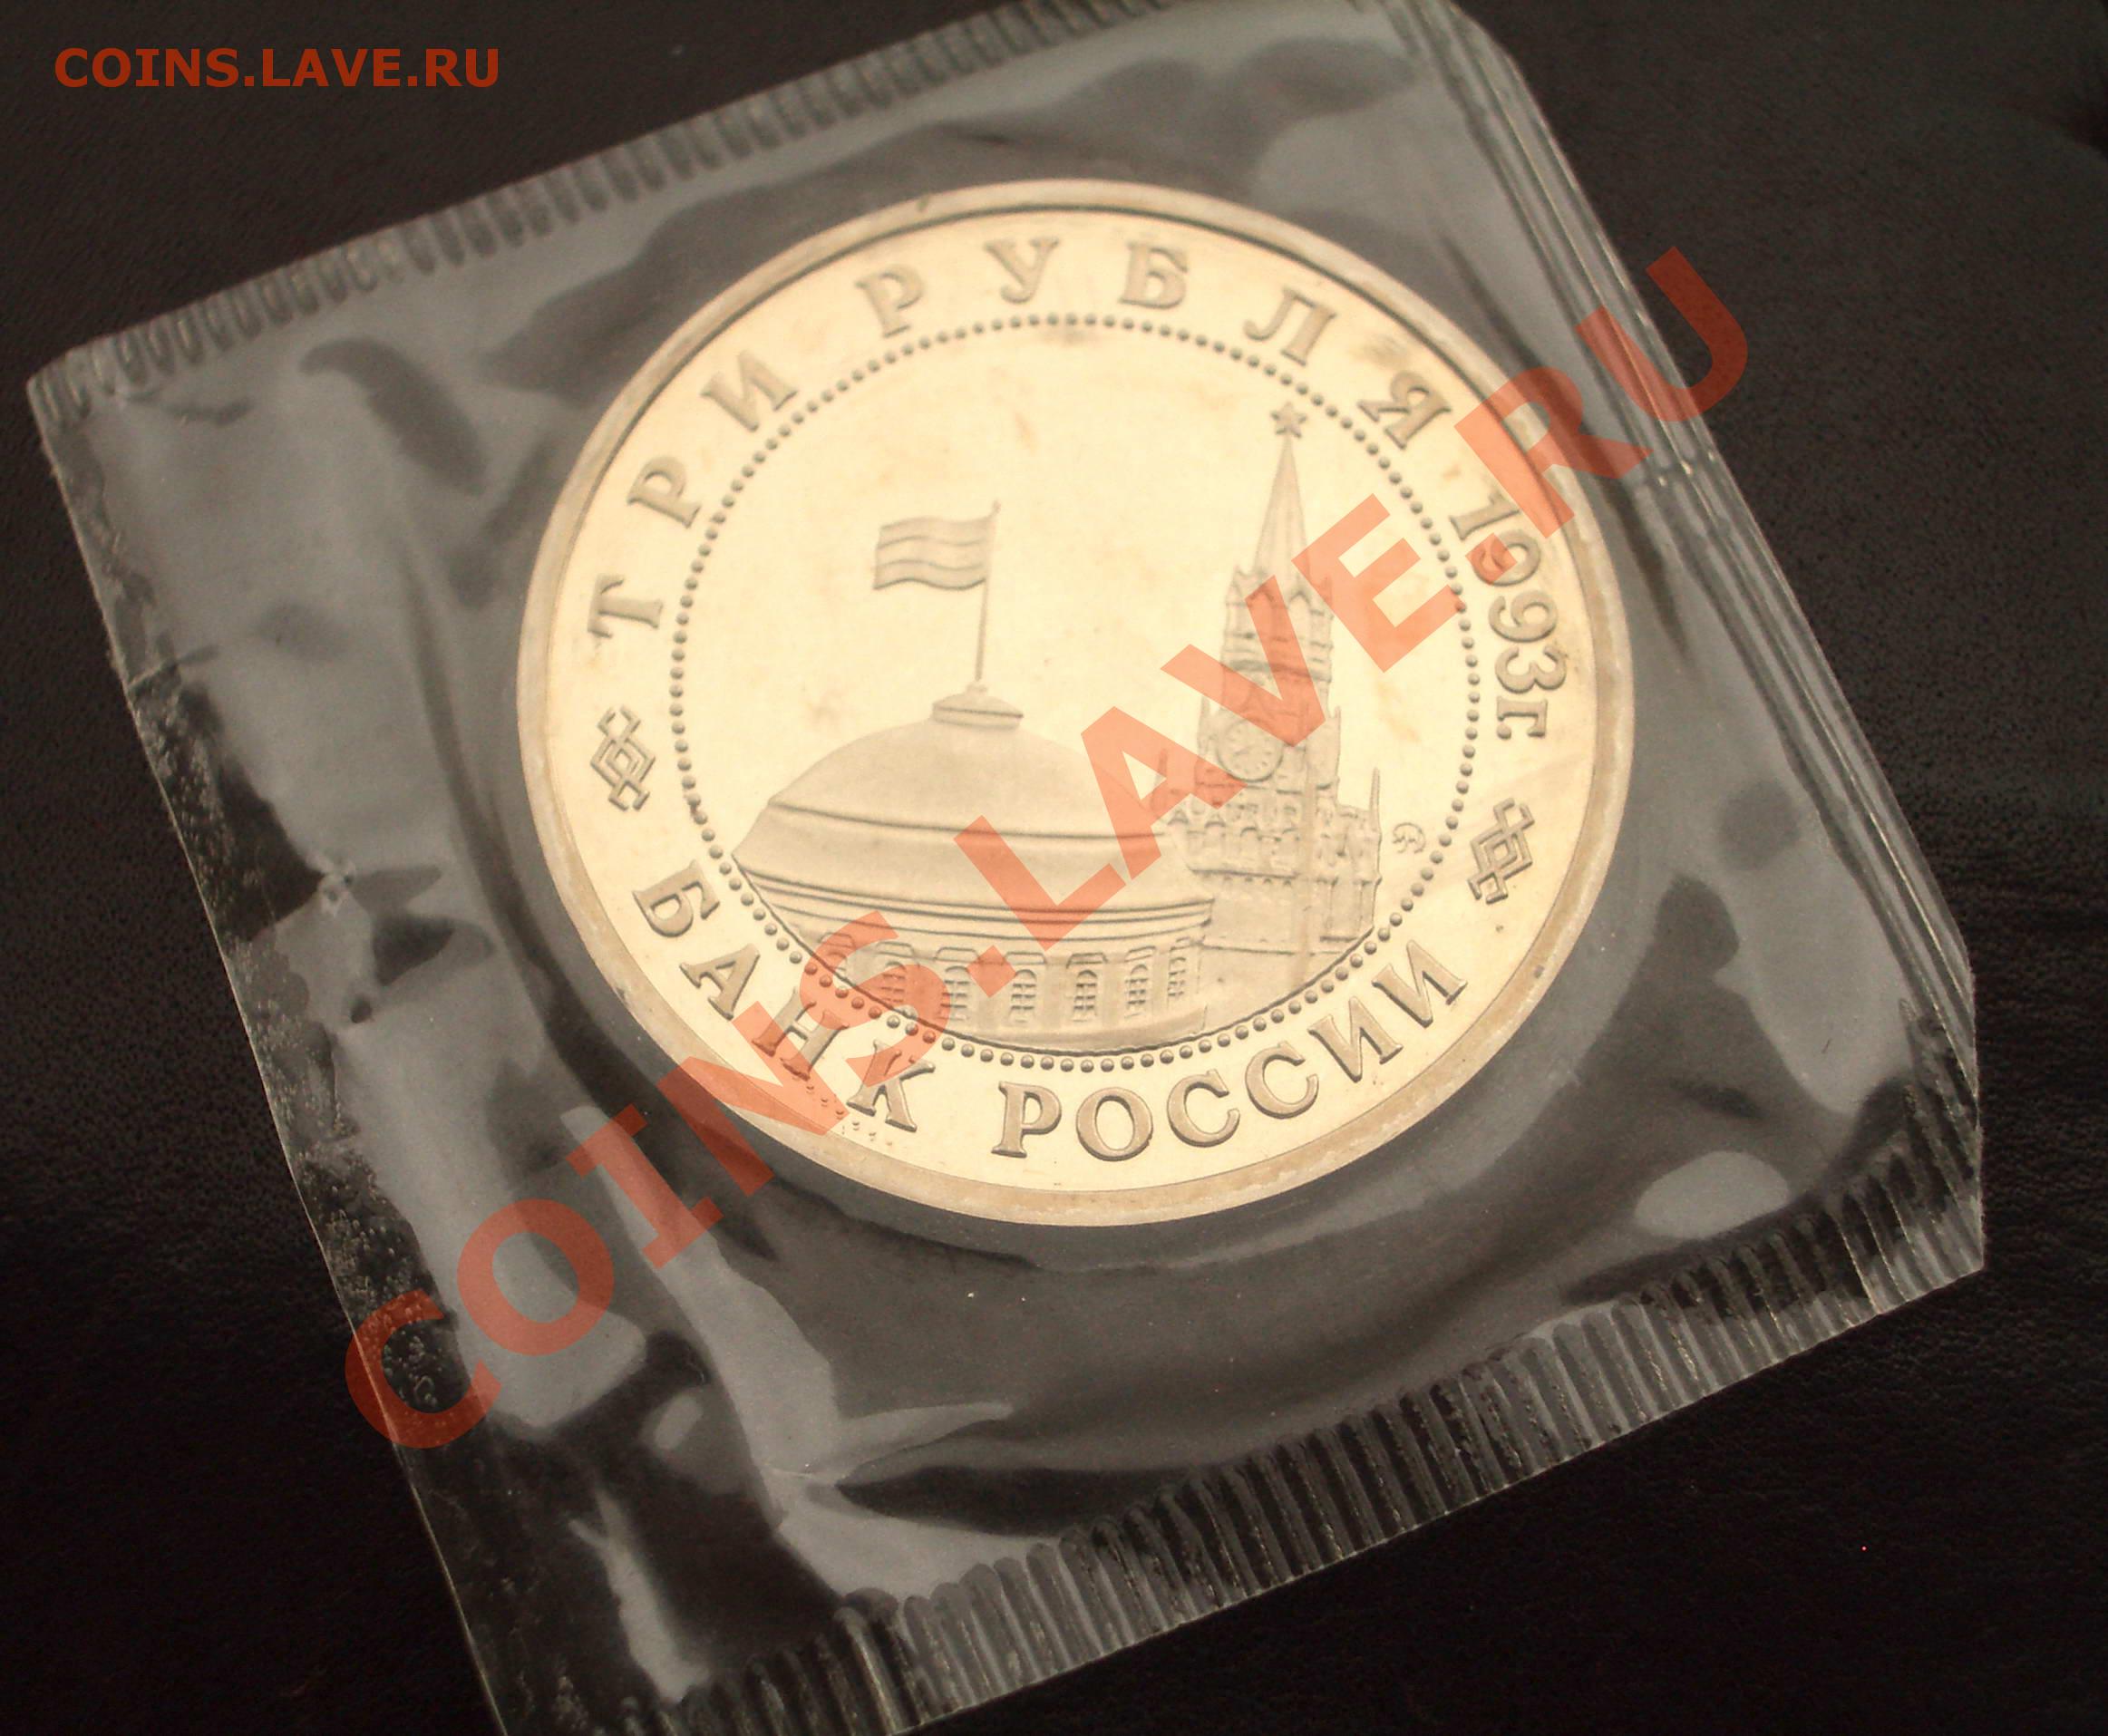 COINS.LAVE.RU
ТРИ РУБЛЯ 1993г
БАНК РОССИИ
COINS.LAVE.RU